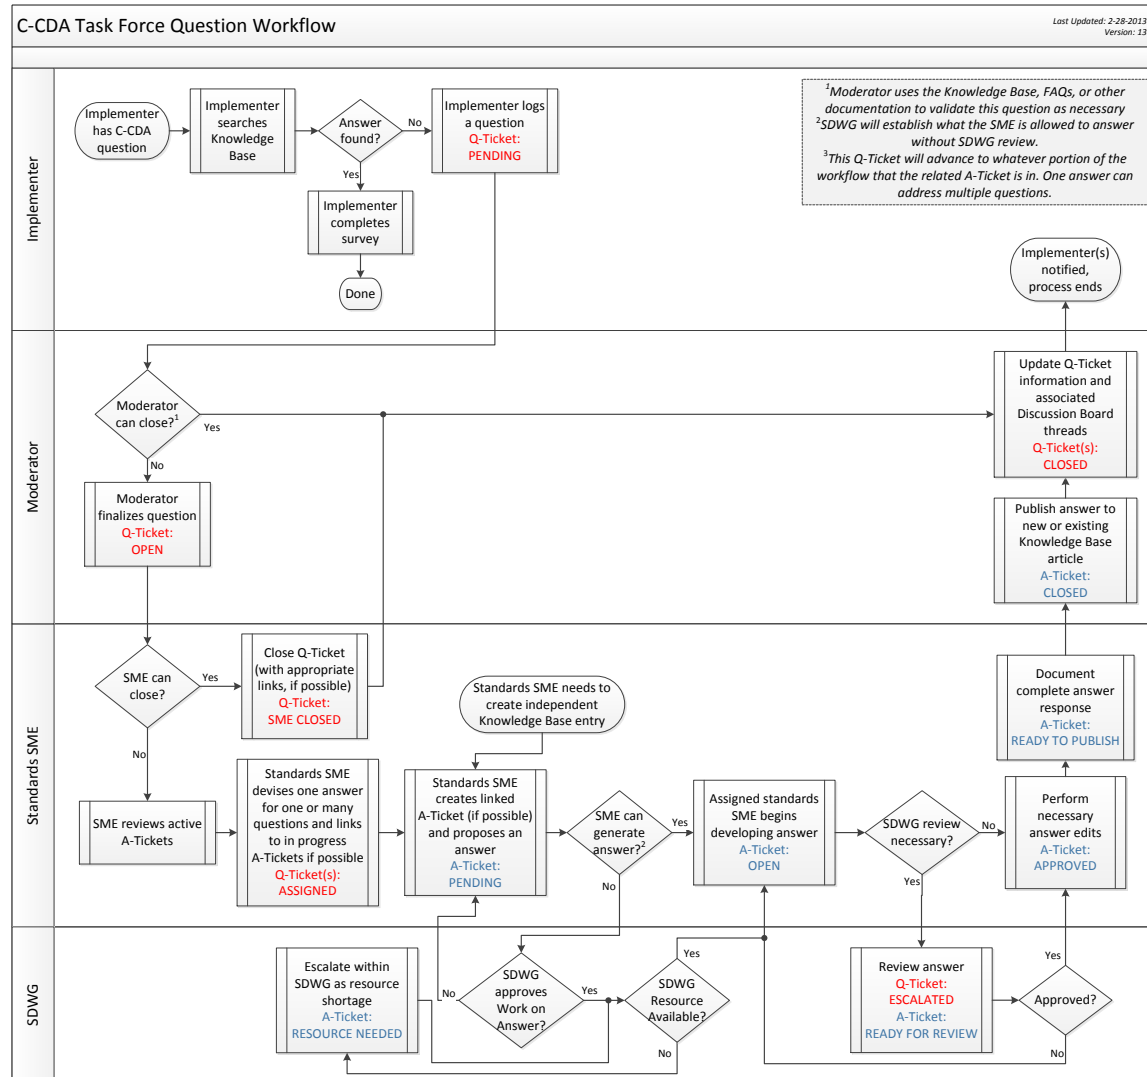 C-CDA Task Force Question Workflow
Last Updated: 2-28-2013
Version: 13
Implementer
Implementer
has C-CDA
question
Implementer
searches
Knowledge
Base
Answer
found?
No
Yes
Implementer logs
a question
Q-Ticket:
PENDING
Implementer
completes
survey
Done
¹Moderator uses the Knowledge Base, FAQs, or other
documentation to validate this question as necessary
²SDWG will establish what the SME is allowed to answer
without SDWG review.
³This Q-Ticket will advance to whatever portion of the
workflow that the related A-Ticket is in. One answer can
address multiple questions.
Implementer(s)
notified,
process ends
Moderator
Moderator
can close?¹
Yes
No
Moderator
finalizes question
Q-Ticket:
OPEN
Update Q-Ticket
information and
associated
Discussion Board
threads
Q-Ticket(s):
CLOSED
Publish answer to
new or existing
Knowledge Base
article
A-Ticket:
CLOSED
Standards SME
SME can
close?
Yes
No
Close Q-Ticket
(with appropriate
links, if possible)
Q-Ticket:
SME CLOSED
Standards SME needs to
create independent
Knowledge Base entry
Document
complete answer
response
A-Ticket:
READY TO PUBLISH
SME reviews active
A-Tickets
Standards SME
devises one answer
for one or many
questions and links
to in progress
A-Tickets if possible
Q-Ticket(s):
ASSIGNED
Standards SME
creates linked
A-Ticket (if possible)
and proposes an
answer
A-Ticket:
PENDING
SME can
generate
answer?²
Yes
No
Assigned standards
SME begins
developing answer
A-Ticket:
OPEN
SDWG review
necessary?
No
Yes
Perform
necessary
answer edits
A-Ticket:
APPROVED
SDWG
Escalate within
SDWG as resource
shortage
A-Ticket:
RESOURCE NEEDED
No
SDWG
approves
Work on
Answer?
Yes
SDWG
Resource
Available?
Yes
No
Review answer
Q-Ticket:
ESCALATED
A-Ticket:
READY FOR REVIEW
Approved?
Yes
No